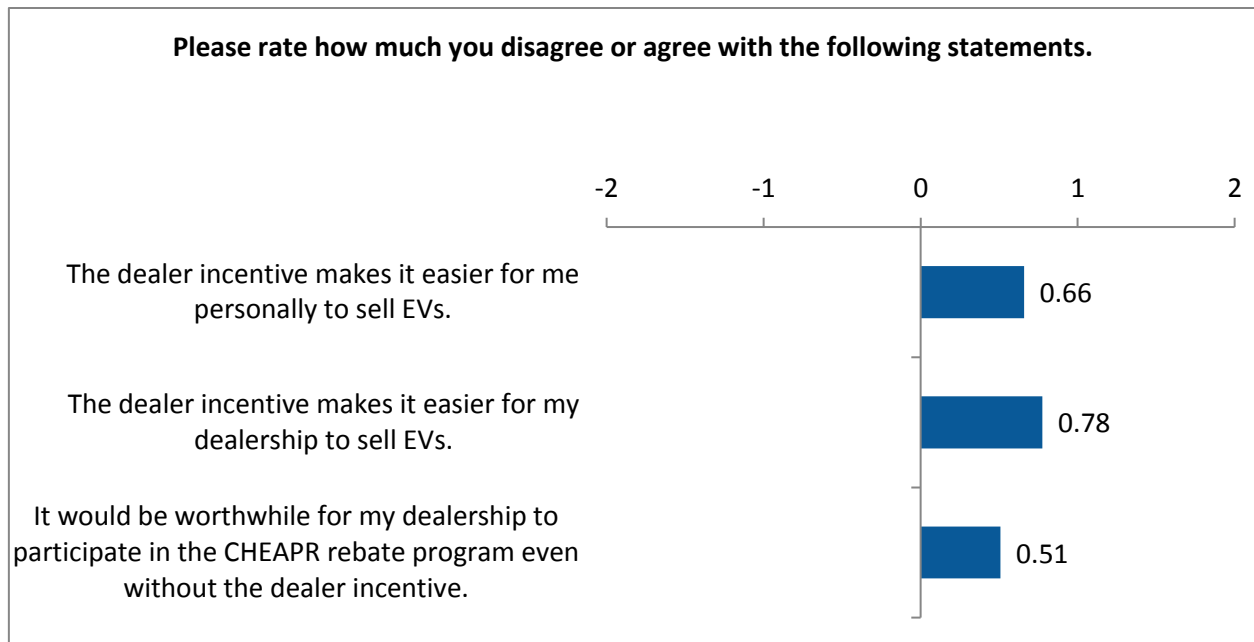 Please rate how much you disagree or agree with the following statements.
-2 -1 0 1 2
The dealer incentive makes it easier for me
personally to sell EVs.
0.66
The dealer incentive makes it easier for my
dealership to sell EVs.
0.78
It would be worthwhile for my dealership to
participate in the CHEAPR rebate program even
without the dealer incentive.
0.51